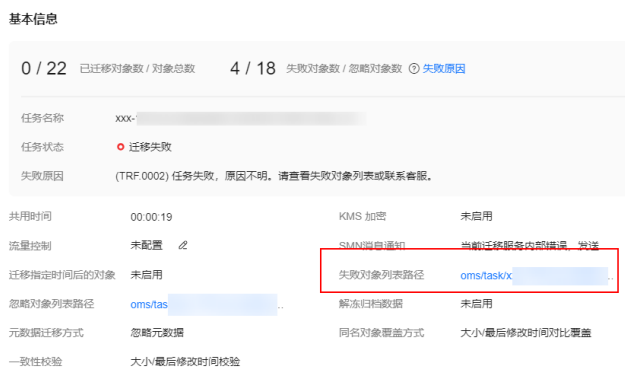 基本信息
0 / 22 已迁移对象数 / 对象总数 4 / 18 失败对象数 / 忽略对象数 ? 失败原因
任务名称 xxx-
任务状态 迁移失败
失败原因 (TRF.0002) 任务失败，原因不明。请查看失败对象列表或联系客服。
共用时间 00:00:19 KMS 加密 未启用
流量控制 未配置 SMN消息通知 当前迁移服务内部错误，发送
迁移指定时间后的对象 未启用 失败对象列表路径 oms/task/x ..
忽略对象列表路径 oms/tas .. 解冻归档数据 未启用
元数据迁移方式 忽略元数据 同名对象覆盖方式 大小/最后修改时间对比覆盖
一致性校验 大小/最后修改时间校验